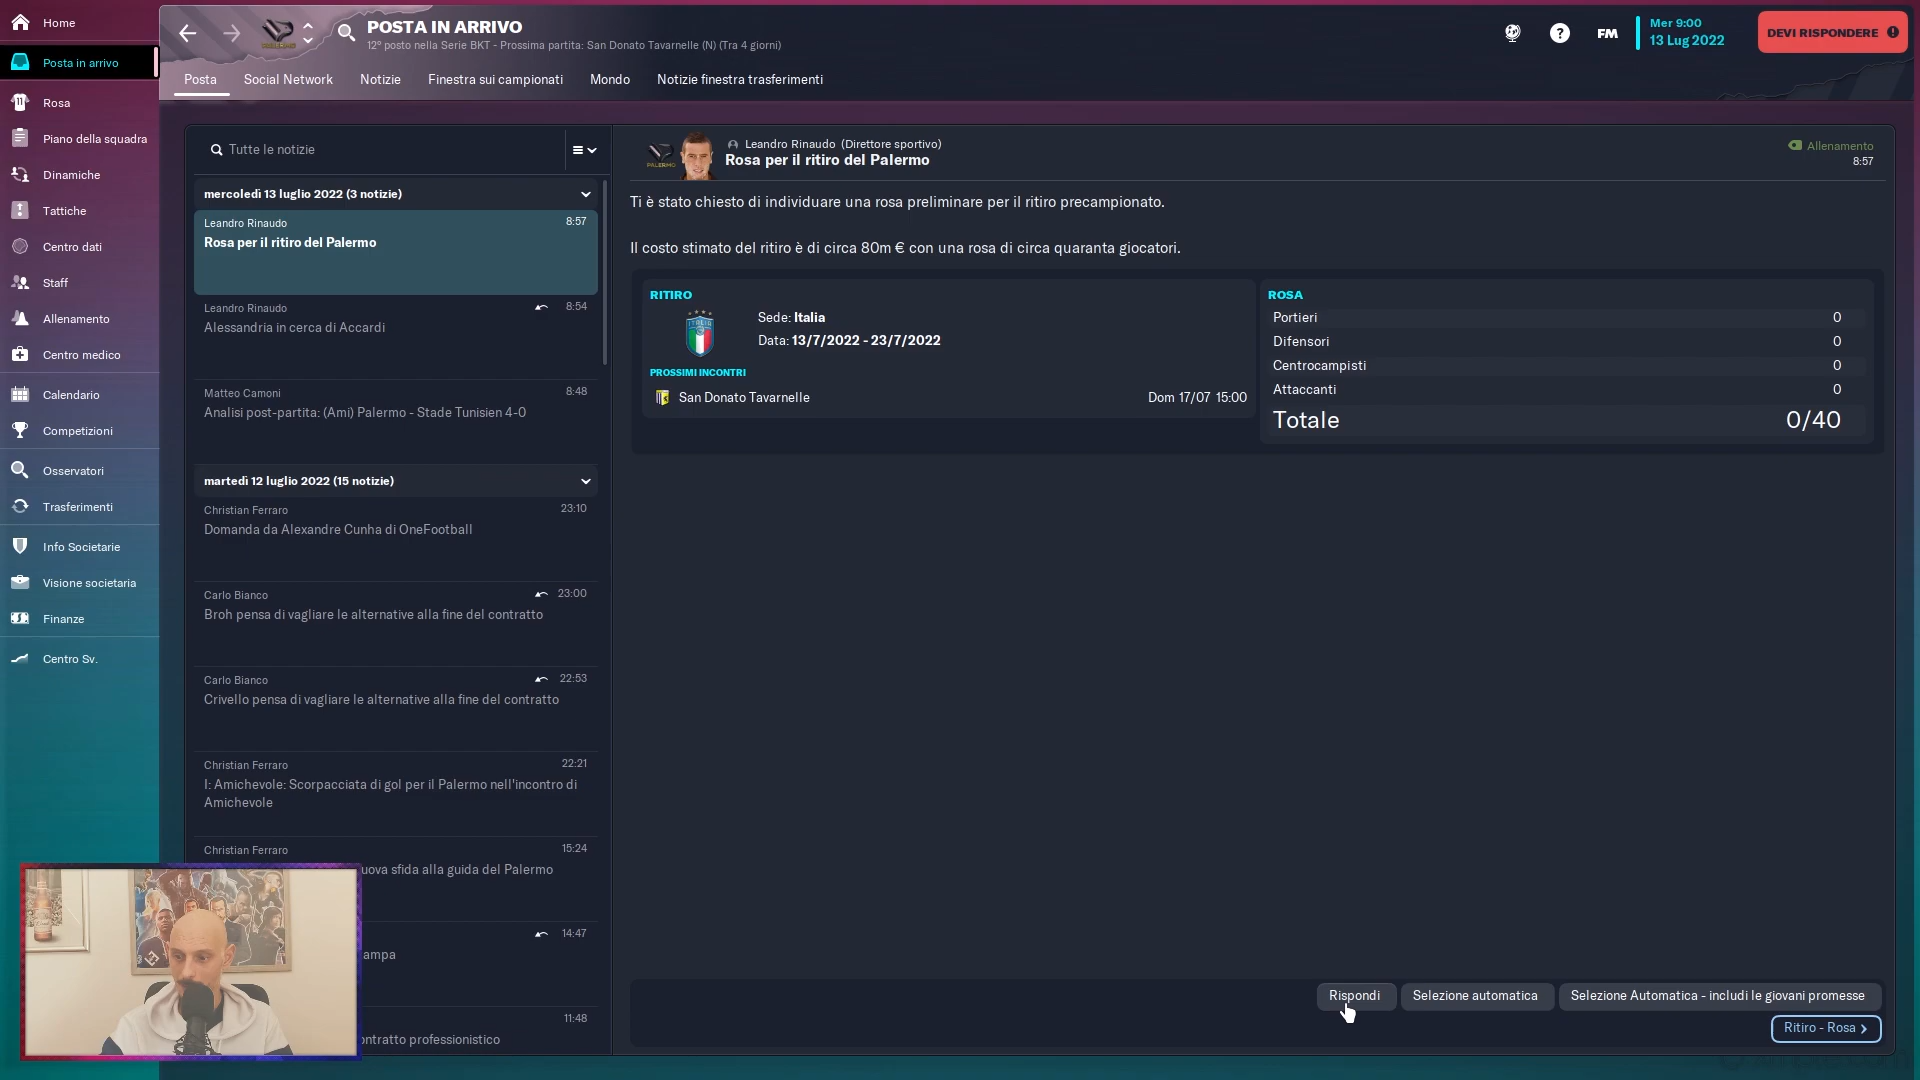 Home
Posta in arrivo
Rosa
Piano della squadra
Dinamiche
Tattiche
Centro dati
Staff
Allenamento
Centro medico
Calendario
Competizioni
Osservatori
Trasferimenti
Info Societarie
Visione societaria
Finanze
Centro Sv.
POSTA IN ARRIVO
12° posto nella Serie BKT - Prossima partita: San Donato Tavarnelle (N) (Tra 4 giorni)
FM
Mer 9:00
13 Lug 2022
DEVI RISPONDERE
Posta Social Network Notizie Finestra sui campionati Mondo Notizie finestra trasferimenti
Tutte le notizie
mercoledì 13 luglio 2022 (3 notizie)
Leandro Rinaudo 8:57
Rosa per il ritiro del Palermo
Leandro Rinaudo 8:54
Alessandria in cerca di Accardi
Matteo Camoni 8:48
Analisi post-partita: (Ami) Palermo - Stade Tunisien 4-0
martedì 12 luglio 2022 (15 notizie)
Christian Ferraro 23:10
Domanda da Alexandre Cunha di OneFootball
Carlo Bianco 23:00
Broh pensa di vagliare le alternative alla fine del contratto
Carlo Bianco 22:53
Crivello pensa di vagliare le alternative alla fine del contratto
Christian Ferraro 22:21
I: Amichevole: Scorpacciata di gol per il Palermo nell'incontro di
Amichevole
Christian Ferraro 15:24
uova sfida alla guida del Palermo
14:47
ampa
11:48
ontratto professionistico
Leandro Rinaudo (Direttore sportivo)
Rosa per il ritiro del Palermo
Allenamento
8:57
Ti è stato chiesto di individuare una rosa preliminare per il ritiro precampionato.
Il costo stimato del ritiro è di circa 80m € con una rosa di circa quaranta giocatori.
RITIRO
ITALIA
Sede: Italia
Data: 13/7/2022 - 23/7/2022
PROSSIMI INCONTRI
San Donato Tavarnelle Dom 17/07 15:00
ROSA
Portieri 0
Difensori 0
Centrocampisti 0
Attaccanti 0
Totale 0/40
Rispondi Selezione automatica Selezione Automatica - includi le giovani promesse
Ritiro - Rosa